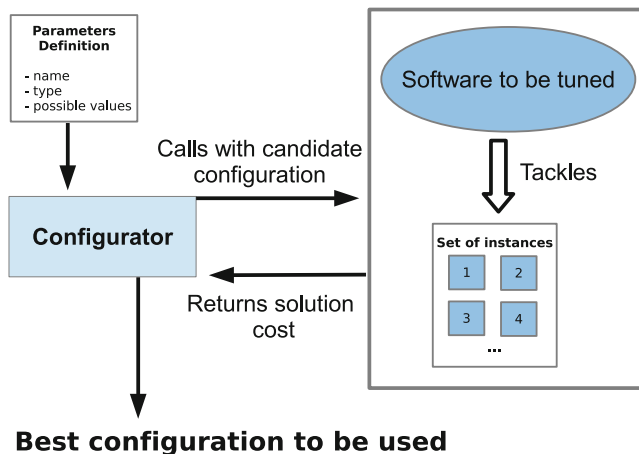 Parameters
Definition
- name
- type
- possible values
Software to be tuned
Calls with candidate
configuration
Tackles
Configurator
Set of instances
1 2
3 4
...
Returns solution
cost
Best configuration to be used